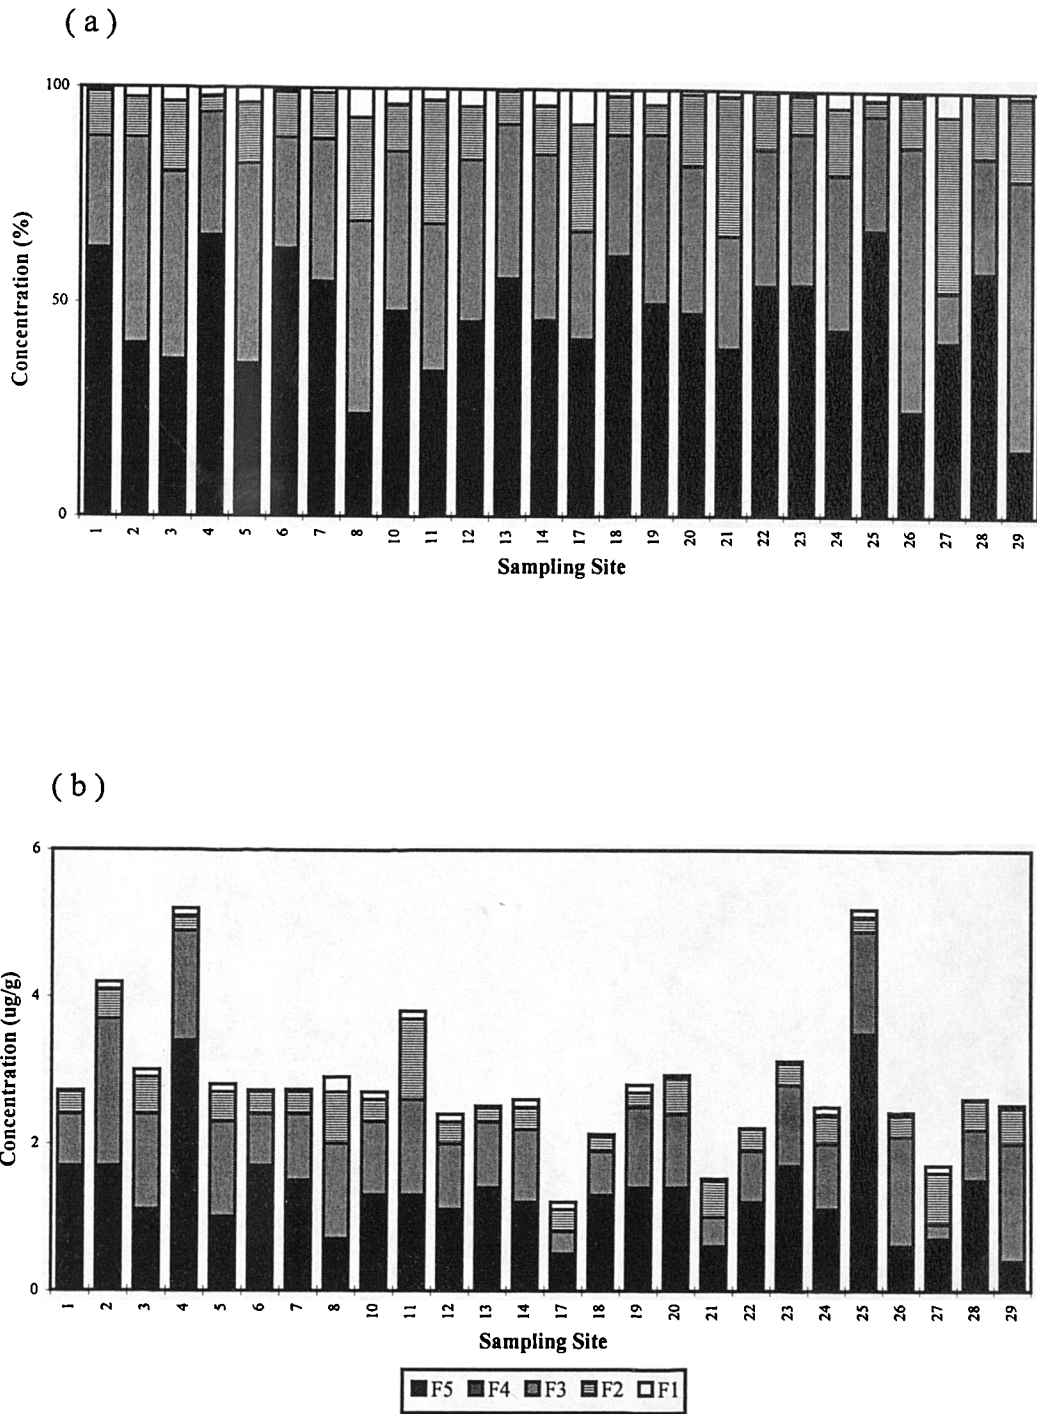 (a)
100
50
0
Concentration (%)
1 2 3 4 5 6 7 8 10 11 12 13 14 17 18 19 20 21 22 23 24 25 26 27 28 29
Sampling Site
(b)
6
4
2
0
Concentration (ug/g)
1 2 3 4 5 6 7 8 10 11 12 13 14 17 18 19 20 21 22 23 24 25 26 27 28 29
Sampling Site
F5 F4 F3 F2 F1